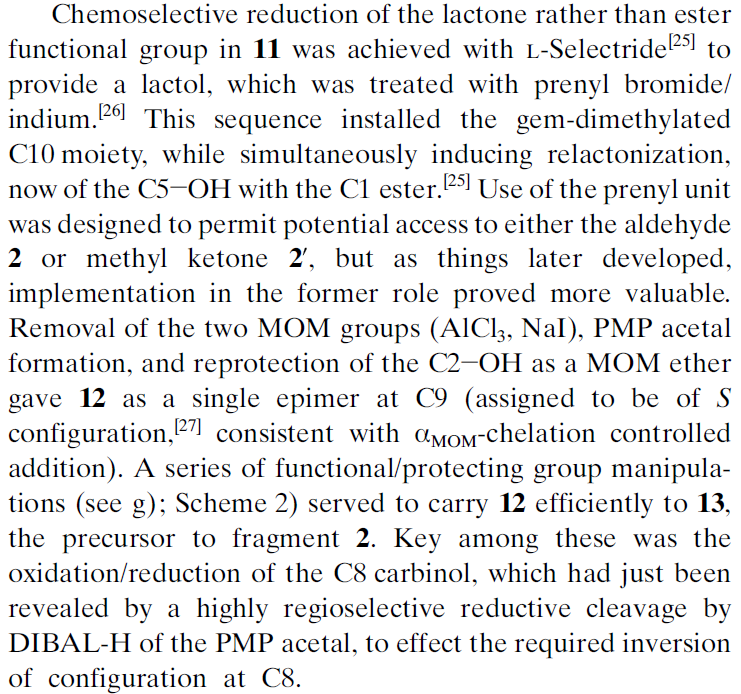 Chemoselective reduction of the lactone rather than ester
functional group in 11 was achieved with L-Selectride[25] to
provide a lactol, which was treated with prenyl bromide/
indium.[26] This sequence installed the gem-dimethylated
C10 moiety, while simultaneously inducing relactonization,
now of the C5−OH with the C1 ester.[25] Use of the prenyl unit
was designed to permit potential access to either the aldehyde
2 or methyl ketone 2′, but as things later developed,
implementation in the former role proved more valuable.
Removal of the two MOM groups (AlCl3, NaI), PMP acetal
formation, and reprotection of the C2−OH as a MOM ether
gave 12 as a single epimer at C9 (assigned to be of S
configuration,[27] consistent with αMOM-chelation controlled
addition). A series of functional/protecting group manipula-
tions (see g); Scheme 2) served to carry 12 efficiently to 13,
the precursor to fragment 2. Key among these was the
oxidation/reduction of the C8 carbinol, which had just been
revealed by a highly regioselective reductive cleavage by
DIBAL-H of the PMP acetal, to effect the required inversion
of configuration at C8.